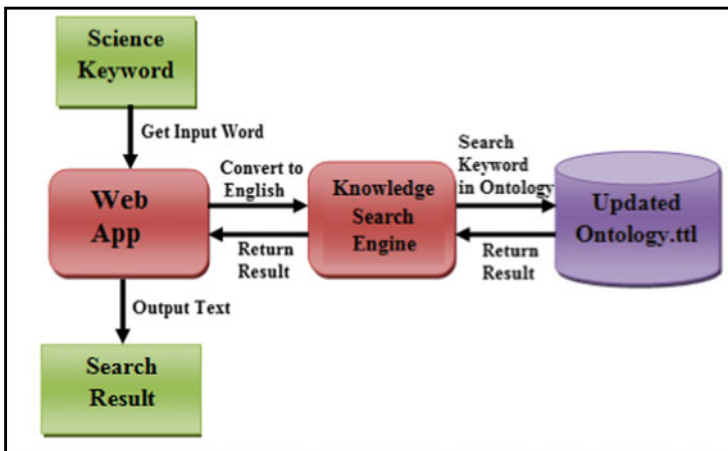 Science
Keyword
Get Input Word
Web
App
Convert to
English
Return
Result
Knowledge
Search
Engine
Search
Keyword
in Ontology
Return
Result
Updated
Ontology.ttl
Output Text
Search
Result